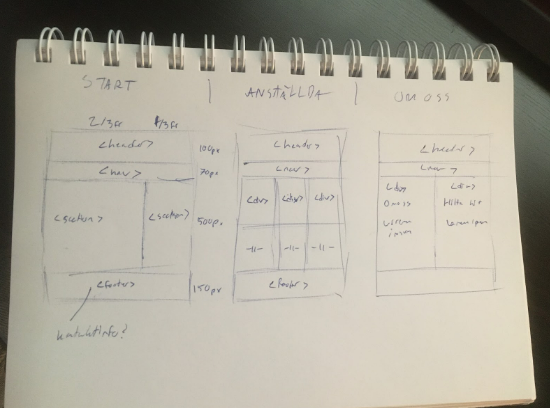 START | ANSTÄLLDA | OM OSS
2/3fr 1/3fr
<header> 100px
<nav> 70px
<section> <section> 500px
<footer> 150px
kontaktinfo?
<header>
<nav>
<div> <div> <div>
-11- -11- -11-
<footer>
<header>
<nav>
<div> <div>
Om oss Hitta hit
Lorem ipsum
Lorem
ipsum